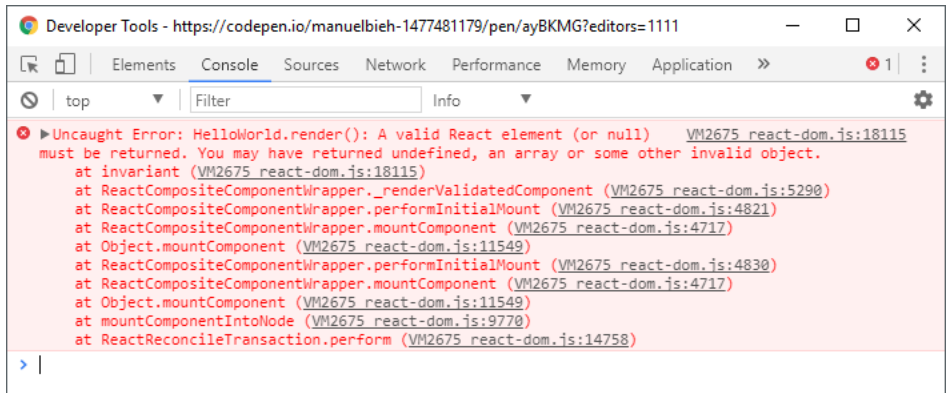 Developer Tools - https://codepen.io/manuelbieh-1477481179/pen/ayBKMG?editors=1111
Elements Console Sources Network Performance Memory Application » 1
top Filter Info
Uncaught Error: HelloWorld.render(): A valid React element (or null) VM2675 react-dom.js:18115
must be returned. You may have returned undefined, an array or some other invalid object.
at invariant (VM2675 react-dom.js:18115)
at ReactCompositeComponentWrapper._renderValidatedComponent (VM2675 react-dom.js:5290)
at ReactCompositeComponentWrapper.performInitialMount (VM2675 react-dom.js:4821)
at ReactCompositeComponentWrapper.mountComponent (VM2675 react-dom.js:4717)
at Object.mountComponent (VM2675 react-dom.js:11549)
at ReactCompositeComponentWrapper.performInitialMount (VM2675 react-dom.js:4830)
at ReactCompositeComponentWrapper.mountComponent (VM2675 react-dom.js:4717)
at Object.mountComponent (VM2675 react-dom.js:11549)
at mountComponentIntoNode (VM2675 react-dom.js:9770)
at ReactReconcileTransaction.perform (VM2675 react-dom.js:14758)